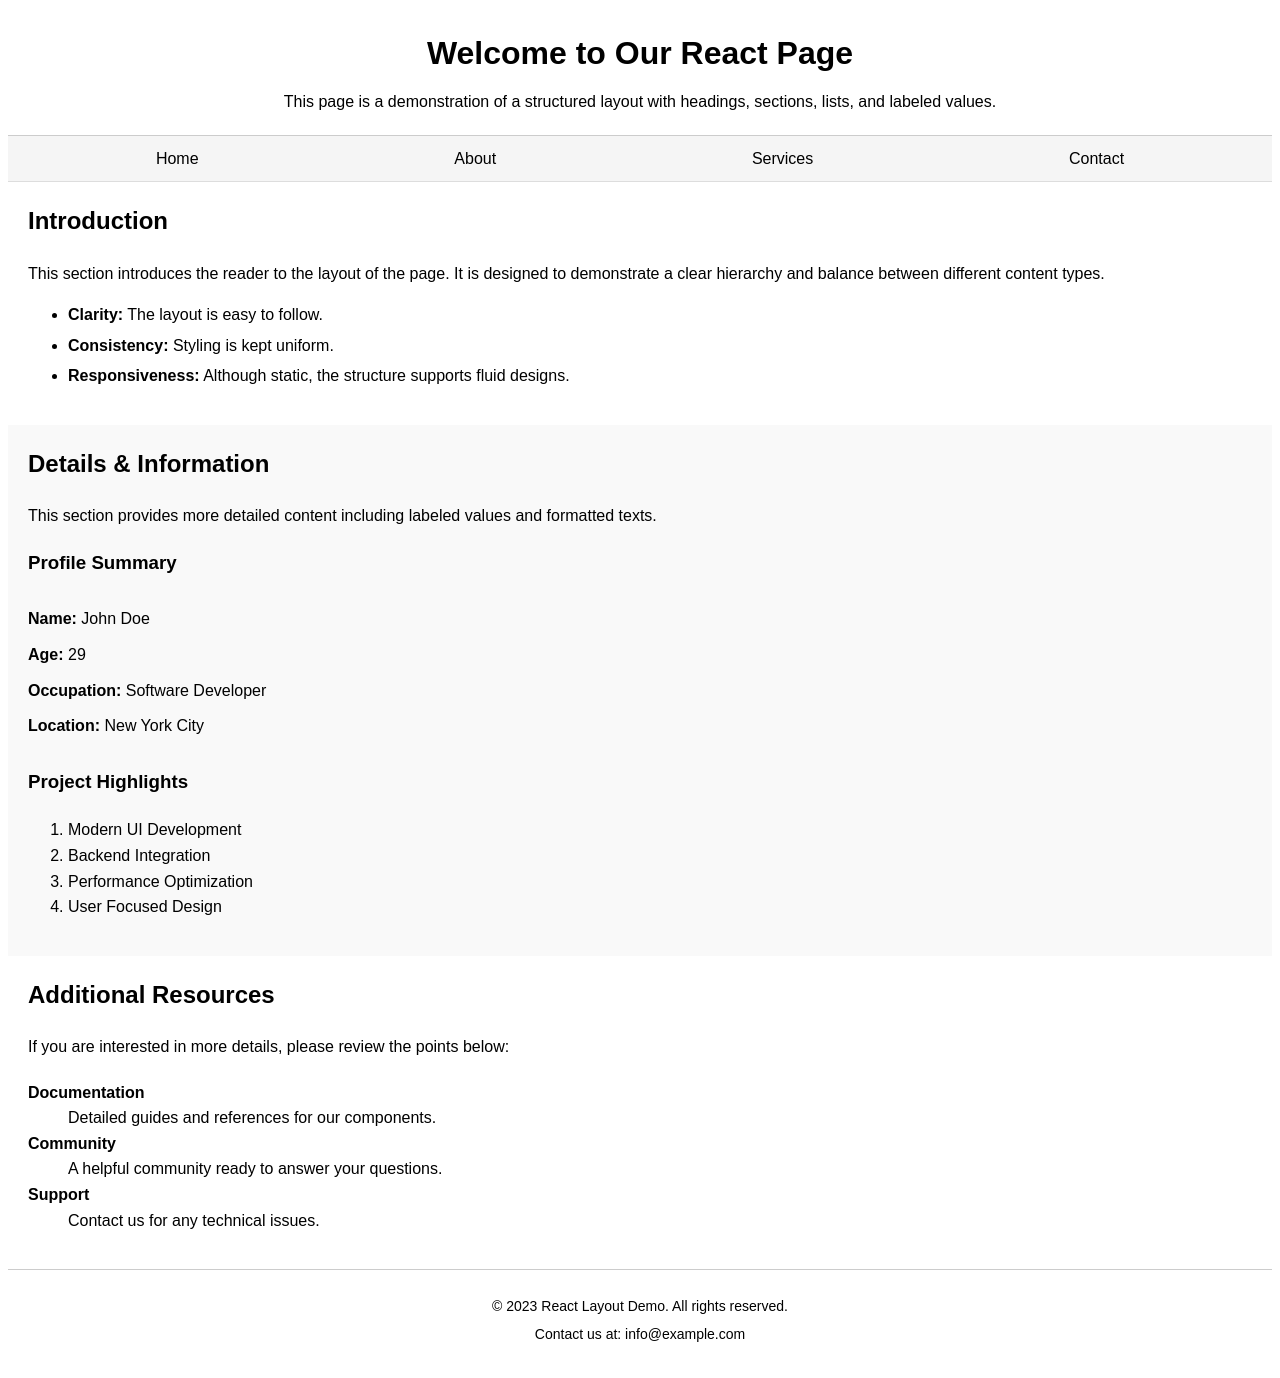 Welcome to Our React Page
This page is a demonstration of a structured layout with headings, sections, lists, and labeled values.
Home About Services Contact
Introduction
This section introduces the reader to the layout of the page. It is designed to demonstrate a clear hierarchy and balance between different content types.
• Clarity: The layout is easy to follow.
• Consistency: Styling is kept uniform.
• Responsiveness: Although static, the structure supports fluid designs.
Details & Information
This section provides more detailed content including labeled values and formatted texts.
Profile Summary
Name: John Doe
Age: 29
Occupation: Software Developer
Location: New York City
Project Highlights
1. Modern UI Development
2. Backend Integration
3. Performance Optimization
4. User Focused Design
Additional Resources
If you are interested in more details, please review the points below:
Documentation
Detailed guides and references for our components.
Community
A helpful community ready to answer your questions.
Support
Contact us for any technical issues.
© 2023 React Layout Demo. All rights reserved.
Contact us at: info@example.com